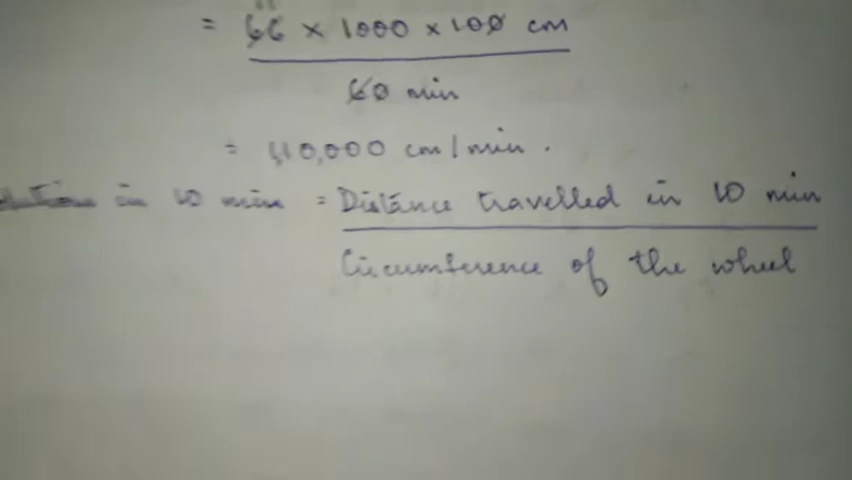 = 66 × 1000 × 100 cm
60 min
= 110,000 cm/min.
in 10 min = Distance travelled in 10 min
Circumference of the wheel